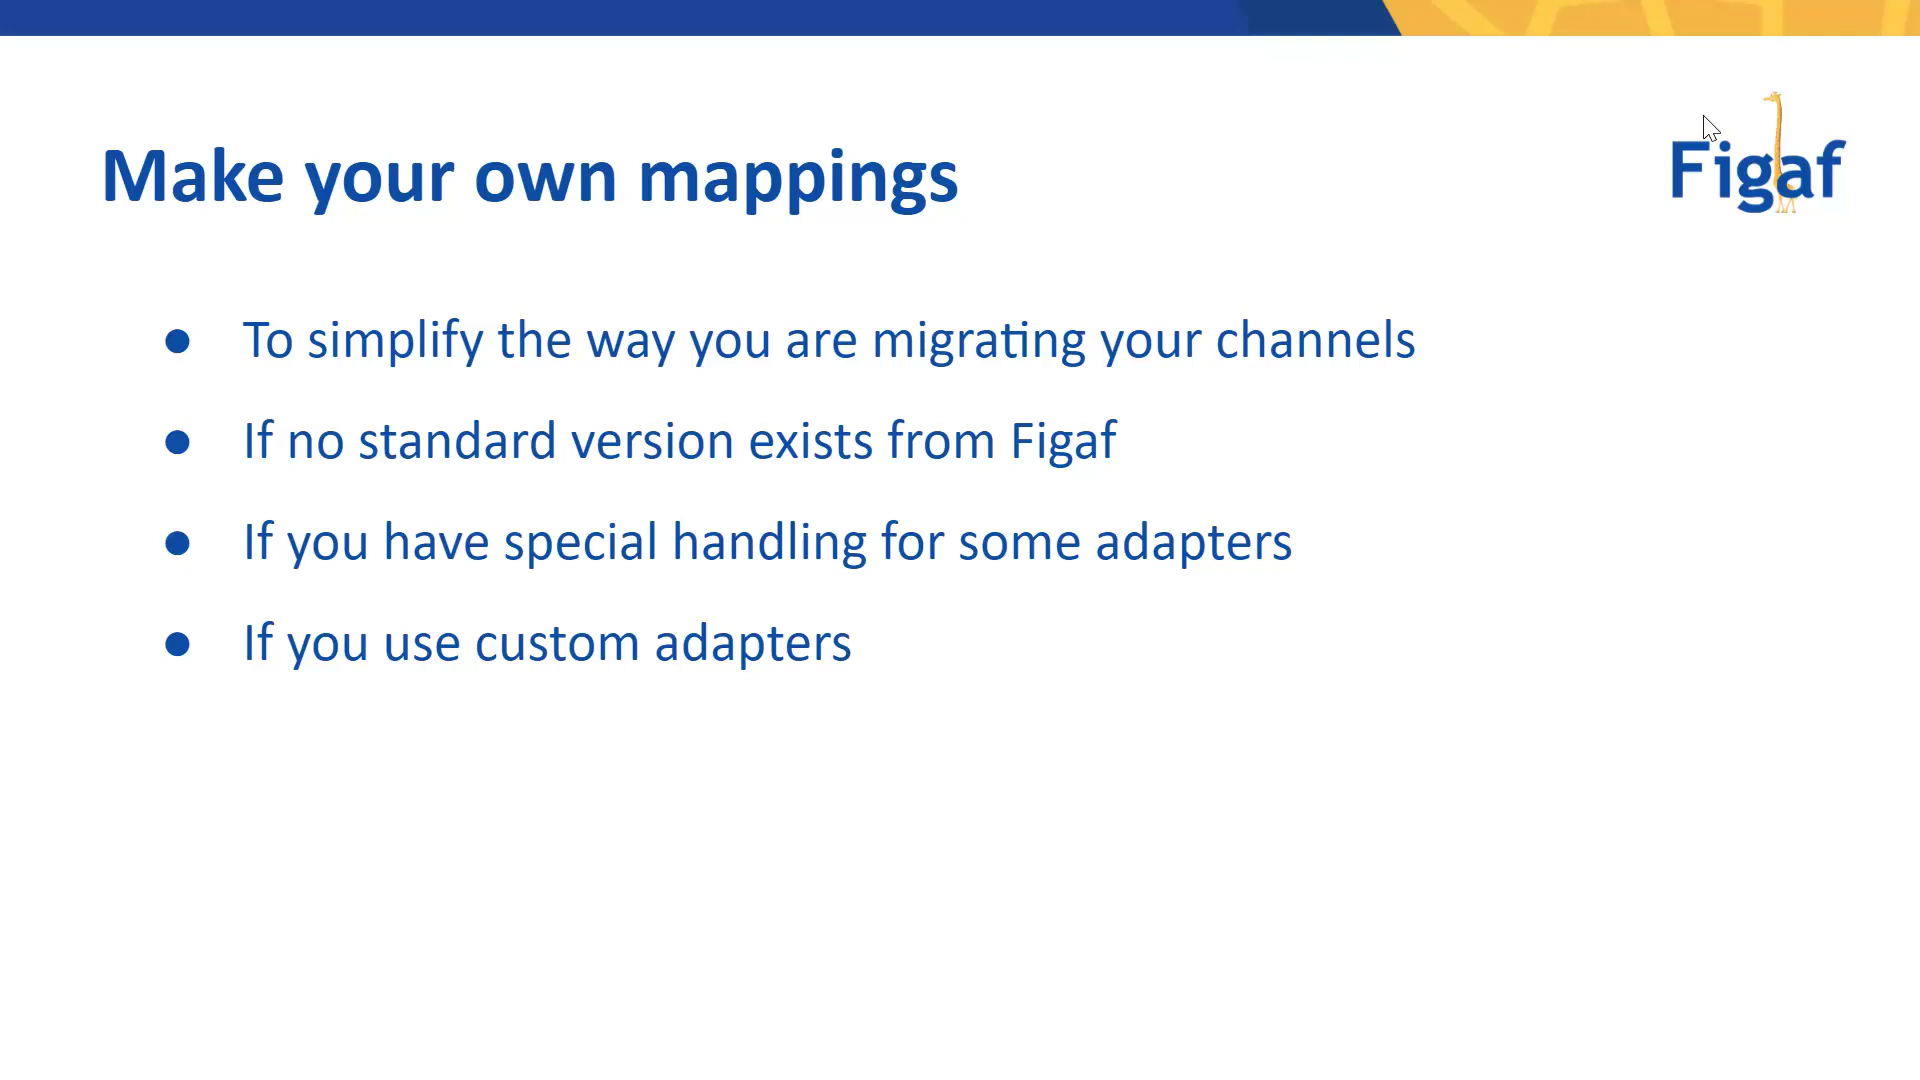 Make your own mappings
Figaf
● To simplify the way you are migrating your channels
● If no standard version exists from Figaf
● If you have special handling for some adapters
● If you use custom adapters